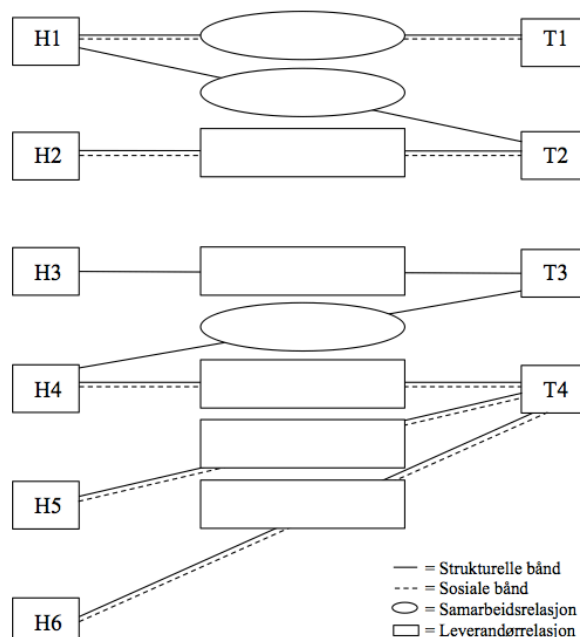 H1 T1
H2 T2
H3 T3
H4 T4
H5
H6
= Strukturelle bånd
= Sosiale bånd
= Samarbeidsrelasjon
= Leverandørrelasjon